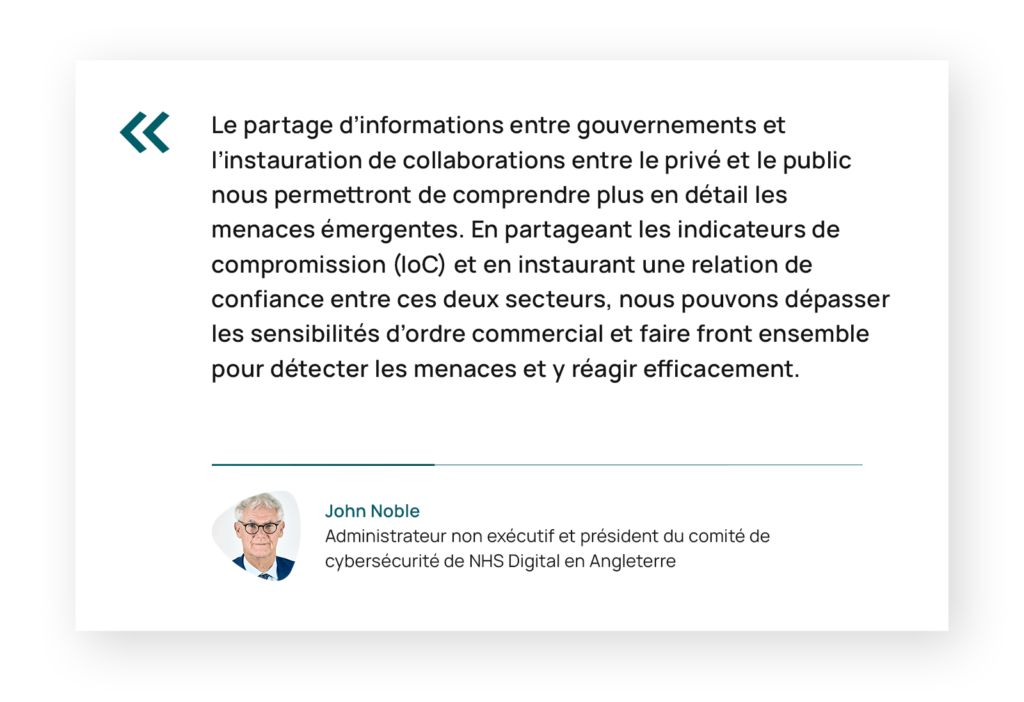 Le partage d’informations entre gouvernements et
l’instauration de collaborations entre le privé et le public
nous permettront de comprendre plus en détail les
menaces émergentes. En partageant les indicateurs de
compromission (IoC) et en instaurant une relation de
confiance entre ces deux secteurs, nous pouvons dépasser
les sensibilités d’ordre commercial et faire front ensemble
pour détecter les menaces et y réagir efficacement.
John Noble
Administrateur non exécutif et président du comité de
cybersécurité de NHS Digital en Angleterre